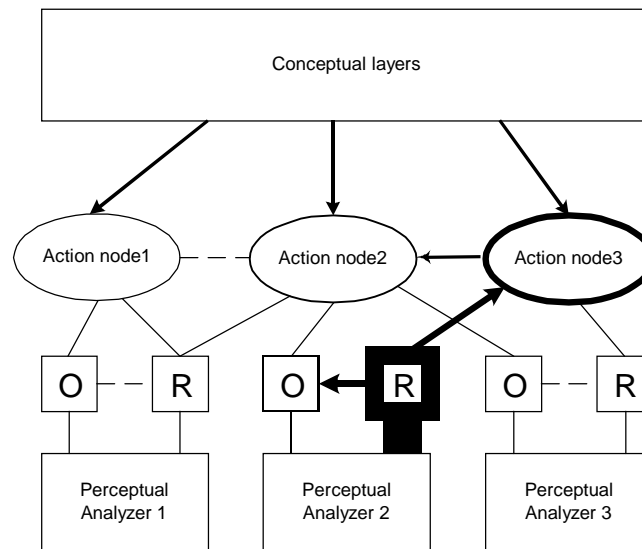 Conceptual layers
Action node1
Action node2
Action node3
O
R
O
R
O
R
Perceptual
Analyzer 1
Perceptual
Analyzer 2
Perceptual
Analyzer 3